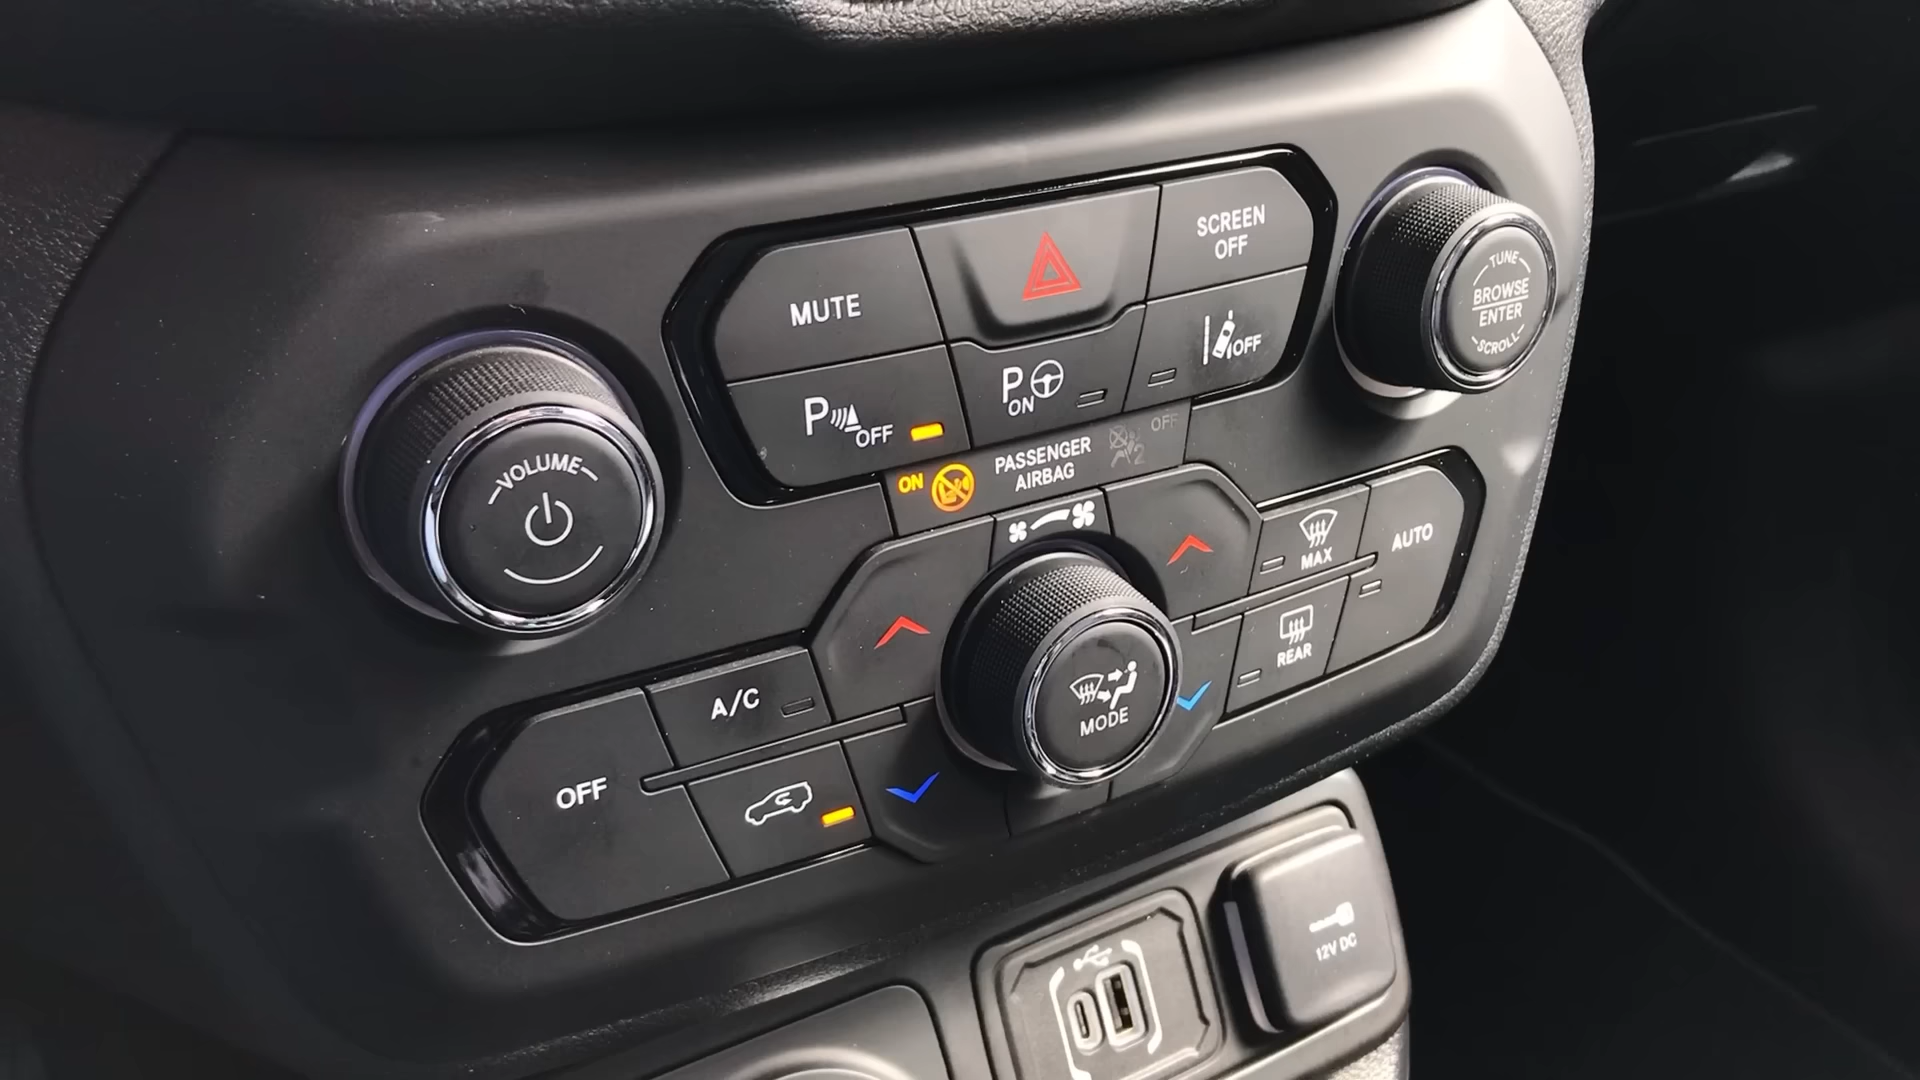 MUTE
SCREEN
OFF
P OFF
P
ON
OFF
TUNE
BROWSE
ENTER
SCROLL
VOLUME
ON
PASSENGER
AIRBAG
2
OFF
MAX
AUTO
REAR
A/C
MODE
OFF
12V DC